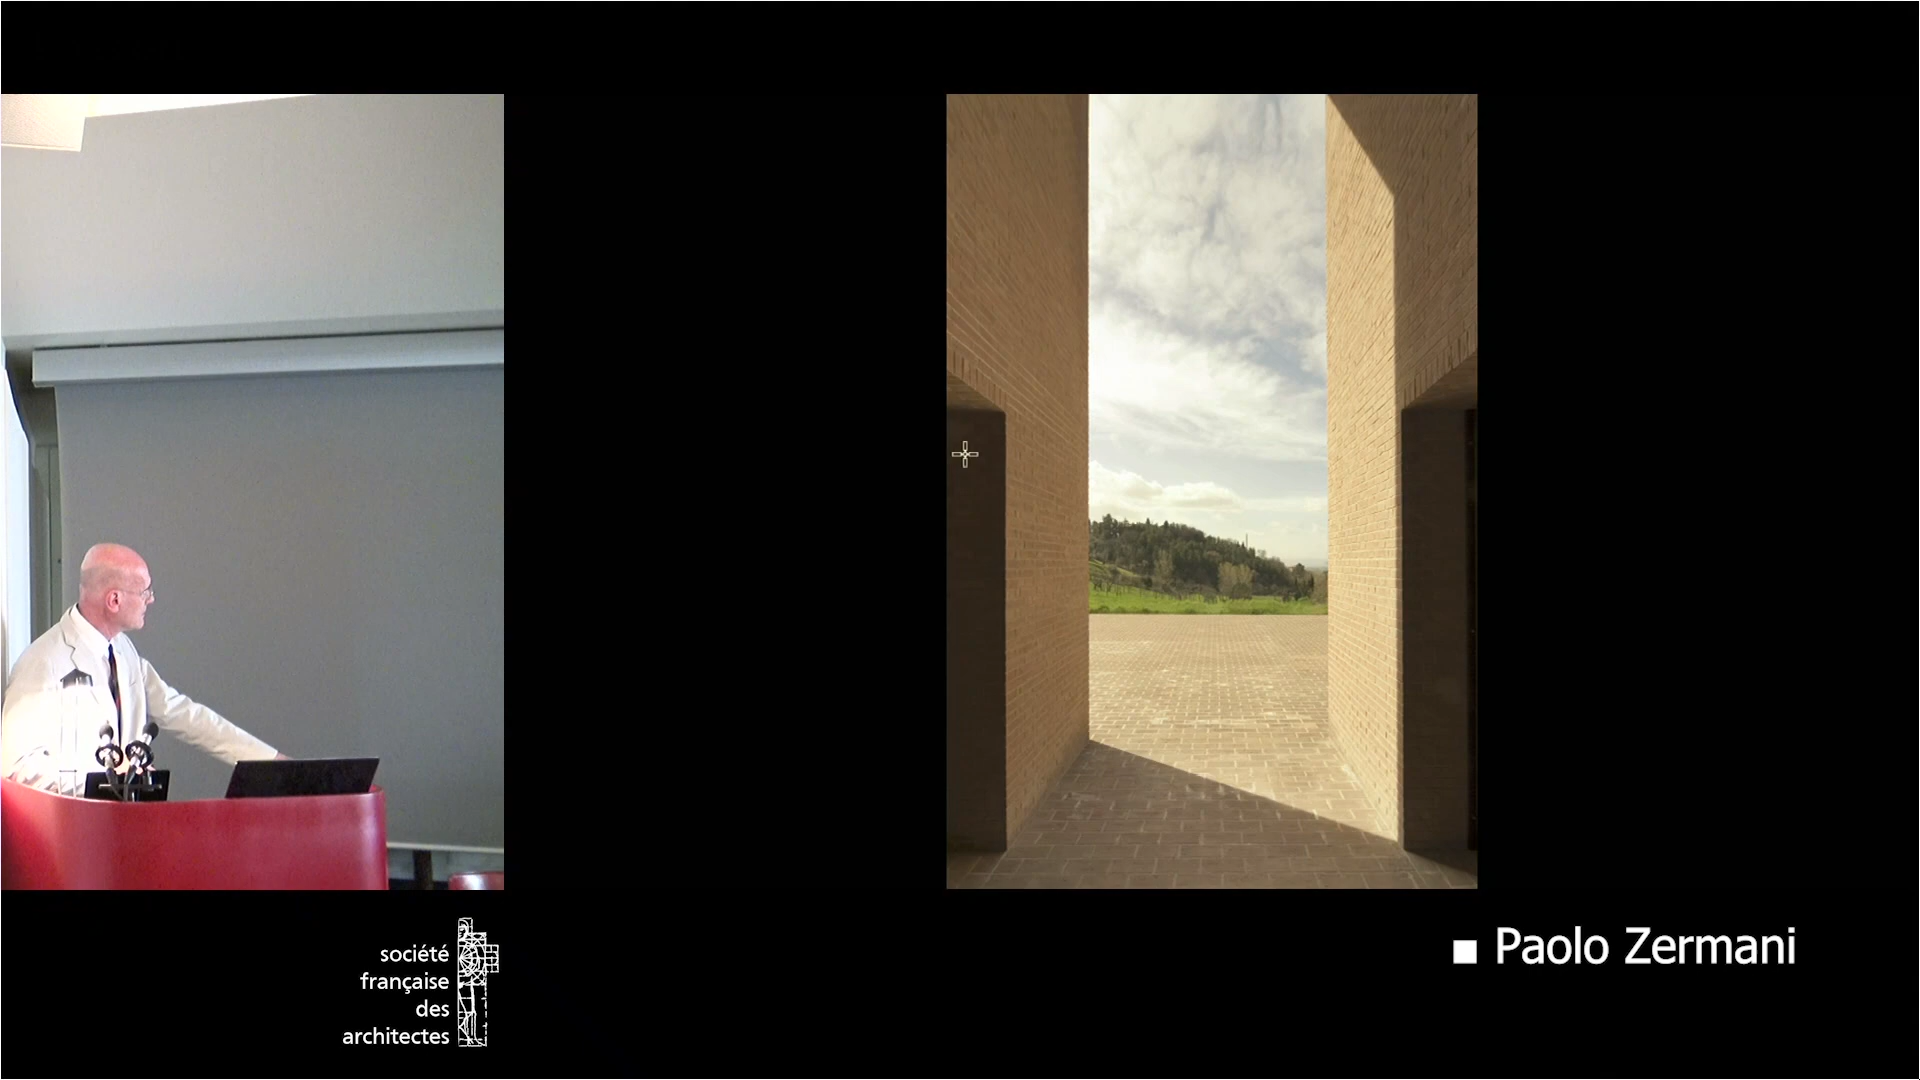 société
française
des
architectes
Paolo Zermani